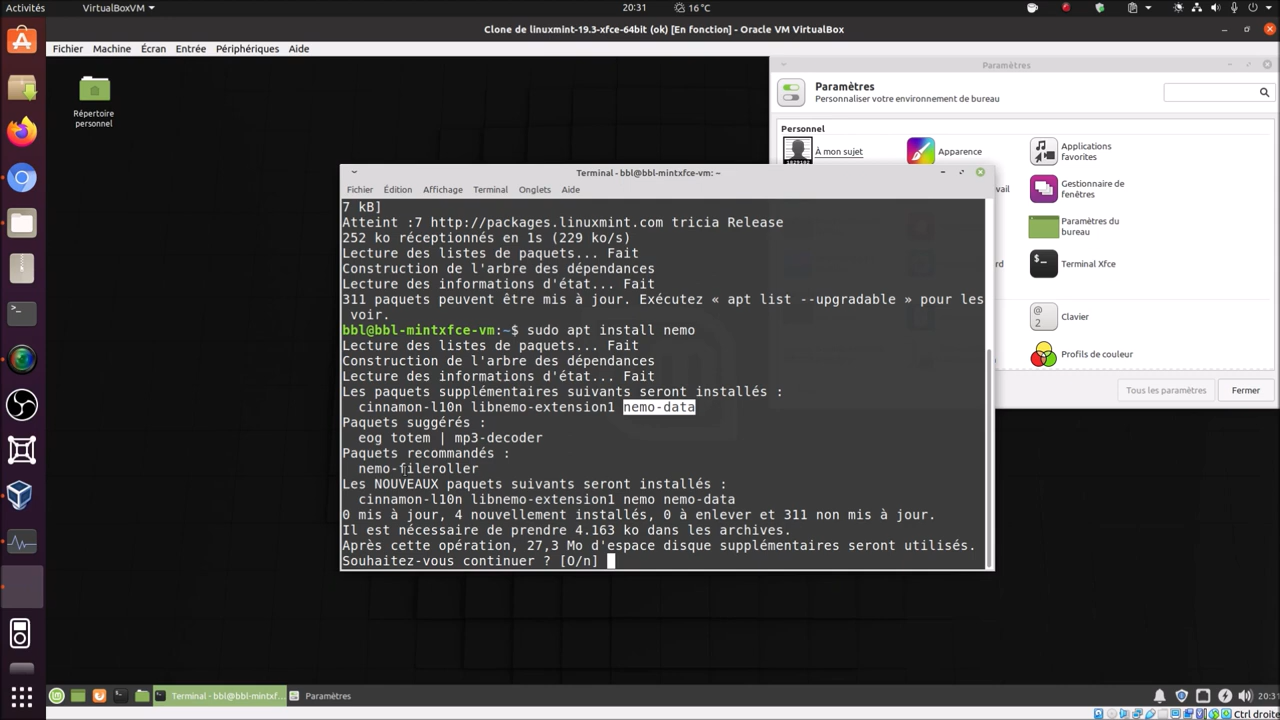 Activités
VirtualBoxVM
20:31
16 °C
Clone de linuxmint-19.3-xfce-64bit (ok) [En fonction] - Oracle VM VirtualBox
Fichier Machine Écran Entrée Périphériques Aide
Répertoire
personnel
Paramètres
Paramètres
Personnaliser votre environnement de bureau
Personnel
À mon sujet
Apparence
Applications
favorites
Gestionnaire de
fenêtres
Paramètres du
bureau
Terminal Xfce
Clavier
Profils de couleur
Tous les paramètres
Fermer
Terminal - bbl@bbl-mintxfce-vm: ~
Fichier Édition Affichage Terminal Onglets Aide
7 kB]
Atteint :7 http://packages.linuxmint.com tricia Release
252 ko réceptionnés en 1s (229 ko/s)
Lecture des listes de paquets... Fait
Construction de l'arbre des dépendances
Lecture des informations d'état... Fait
311 paquets peuvent être mis à jour. Exécutez « apt list --upgradable » pour les
voir.
bbl@bbl-mintxfce-vm:~$ sudo apt install nemo
Lecture des listes de paquets... Fait
Construction de l'arbre des dépendances
Lecture des informations d'état... Fait
Les paquets supplémentaires suivants seront installés :
cinnamon-l10n libnemo-extension1 nemo-data
Paquets suggérés :
eog totem | mp3-decoder
Paquets recommandés :
nemo-fileroller
Les NOUVEAUX paquets suivants seront installés :
cinnamon-l10n libnemo-extension1 nemo nemo-data
0 mis à jour, 4 nouvellement installés, 0 à enlever et 311 non mis à jour.
Il est nécessaire de prendre 4.163 ko dans les archives.
Après cette opération, 27,3 Mo d'espace disque supplémentaires seront utilisés.
Souhaitez-vous continuer ? [O/n]
Terminal - bbl@bbl-mintxf...
Paramètres
20:31
Ctrl droite